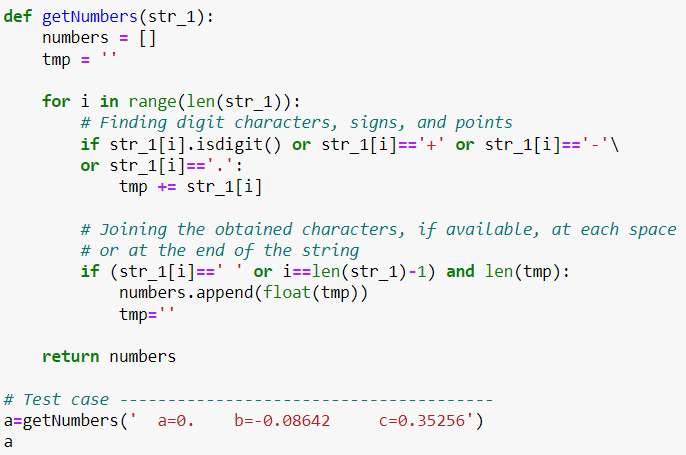 def getNumbers(str_1):
    numbers = []
    tmp = ''

    for i in range(len(str_1)):
        # Finding digit characters, signs, and points
        if str_1[i].isdigit() or str_1[i]=='+' or str_1[i]=='-'\
        or str_1[i]=='.':
            tmp += str_1[i]

        # Joining the obtained characters, if available, at each space
        # or at the end of the string
        if (str_1[i]==' ' or i==len(str_1)-1) and len(tmp):
            numbers.append(float(tmp))
            tmp=''

    return numbers

# Test case ---------------------------------------
a=getNumbers('  a=0.    b=-0.08642     c=0.35256')
a